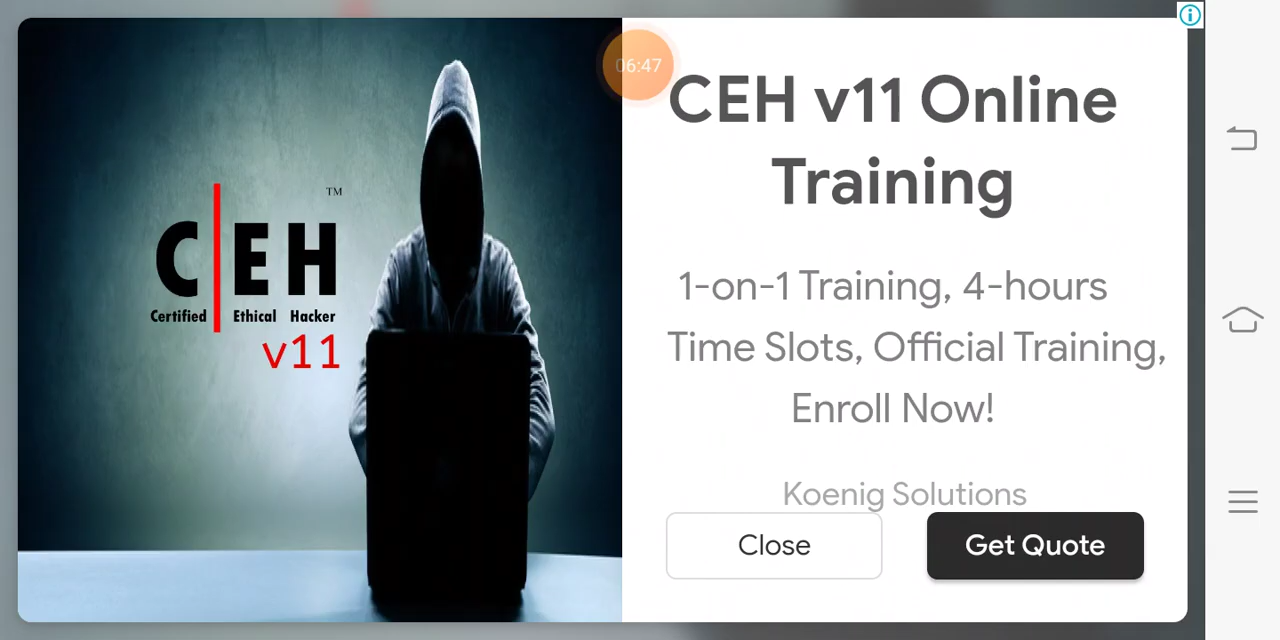 06:47
CEH v11 Online
Training
1-on-1 Training, 4-hours
Time Slots, Official Training,
Enroll Now!
Koenig Solutions
Close
Get Quote
TM
C|EH
Certified Ethical Hacker
v11